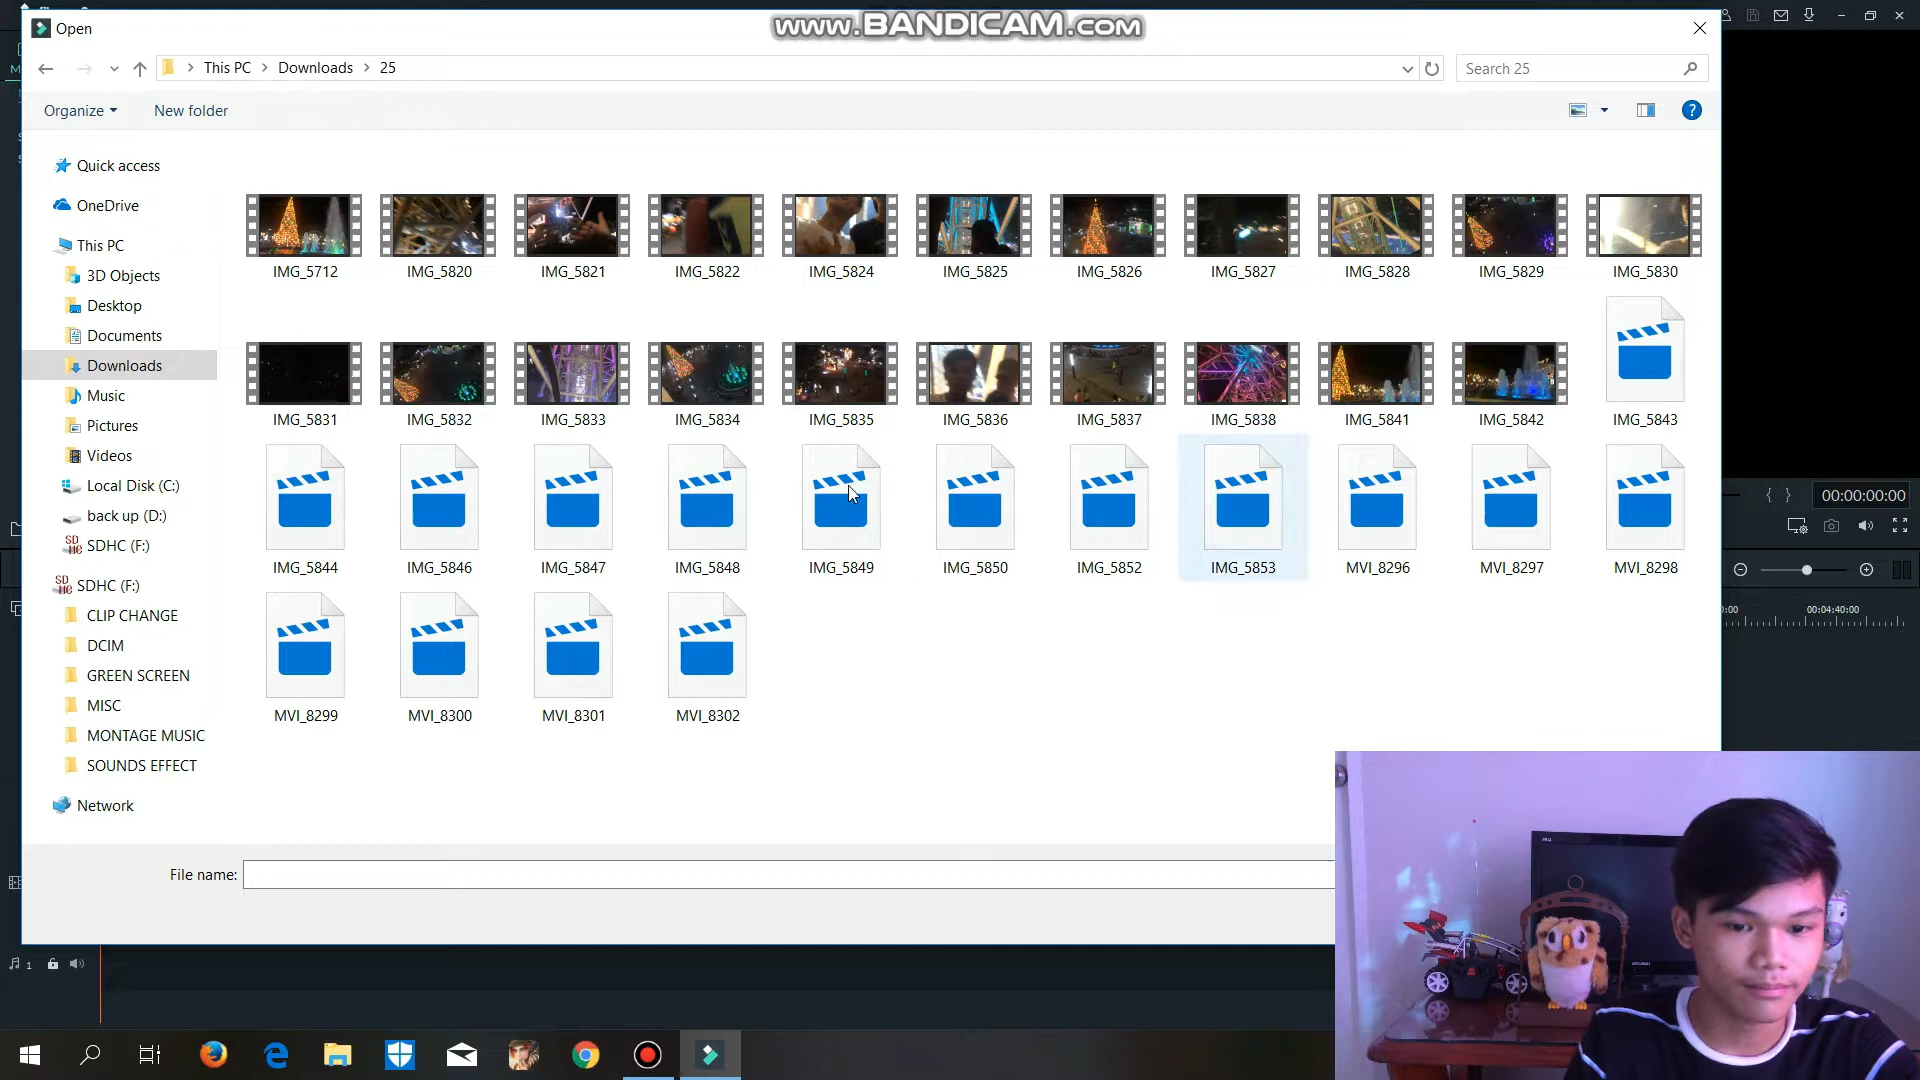 www.BANDICAM.com
Open
This PC > Downloads > 25
Search 25
Organize
New folder
Quick access
OneDrive
This PC
3D Objects
Desktop
Documents
Downloads
Music
Pictures
Videos
Local Disk (C:)
back up (D:)
SDHC (F:)
SDHC (F:)
CLIP CHANGE
DCIM
GREEN SCREEN
MISC
MONTAGE MUSIC
SOUNDS EFFECT
Network
IMG_5712 IMG_5820 IMG_5821 IMG_5822 IMG_5824 IMG_5825 IMG_5826 IMG_5827 IMG_5828 IMG_5829 IMG_5830
IMG_5831 IMG_5832 IMG_5833 IMG_5834 IMG_5835 IMG_5836 IMG_5837 IMG_5838 IMG_5841 IMG_5842 IMG_5843
IMG_5844 IMG_5846 IMG_5847 IMG_5848 IMG_5849 IMG_5850 IMG_5852 IMG_5853 MVI_8296 MVI_8297 MVI_8298
MVI_8299 MVI_8300 MVI_8301 MVI_8302
File name:
00:00:00:00
00:04:40:00
1